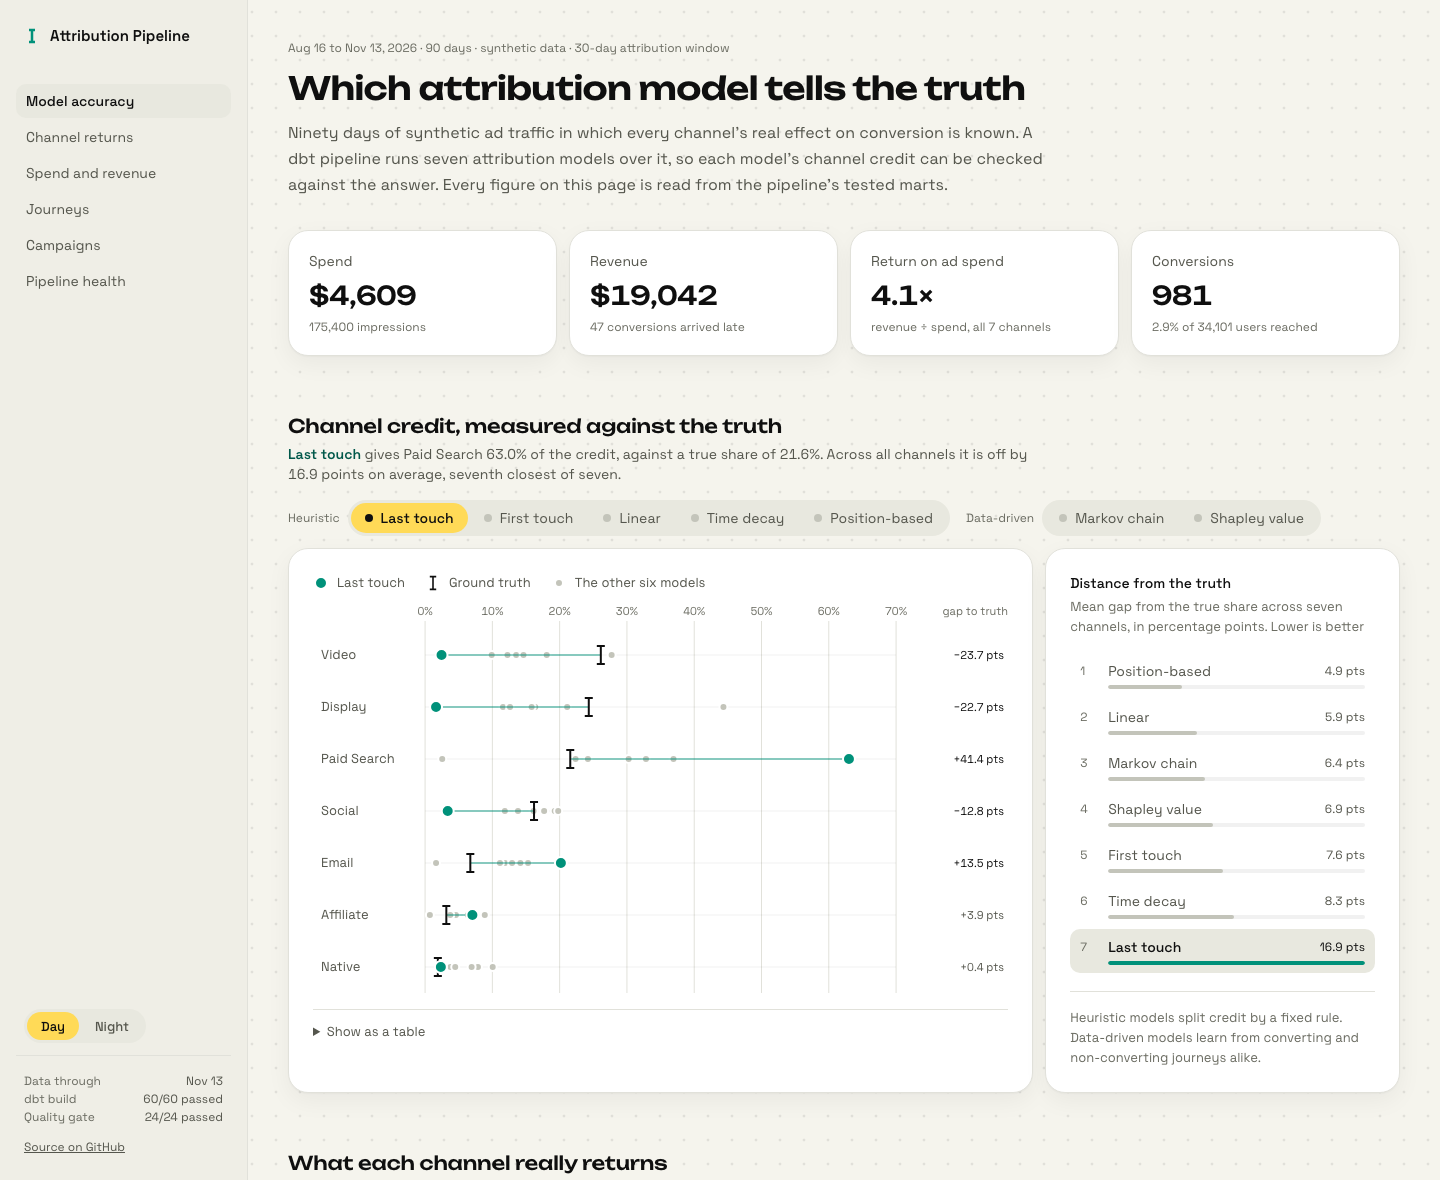 Attribution Pipeline
Model accuracy
Channel returns
Spend and revenue
Journeys
Campaigns
Pipeline health
Day
Night
Data through Nov 13
dbt build 60/60 passed
Quality gate 24/24 passed
Source on GitHub
Aug 16 to Nov 13, 2026 · 90 days · synthetic data · 30-day attribution window
Which attribution model tells the truth
Ninety days of synthetic ad traffic in which every channel's real effect on conversion is known. A
dbt pipeline runs seven attribution models over it, so each model's channel credit can be checked
against the answer. Every figure on this page is read from the pipeline's tested marts.
Spend
$4,609
175,400 impressions
Revenue
$19,042
47 conversions arrived late
Return on ad spend
4.1×
revenue ÷ spend, all 7 channels
Conversions
981
2.9% of 34,101 users reached
Channel credit, measured against the truth
Last touch gives Paid Search 63.0% of the credit, against a true share of 21.6%. Across all channels it is off by
16.9 points on average, seventh closest of seven.
Heuristic Last touch First touch Linear Time decay Position-based Data-driven Markov chain Shapley value
Last touch Ground truth The other six models
0% 10% 20% 30% 40% 50% 60% 70% gap to truth
Video −23.7 pts
Display −22.7 pts
Paid Search +41.4 pts
Social −12.8 pts
Email +13.5 pts
Affiliate +3.9 pts
Native +0.4 pts
Show as a table
Distance from the truth
Mean gap from the true share across seven
channels, in percentage points. Lower is better
1 Position-based 4.9 pts
2 Linear 5.9 pts
3 Markov chain 6.4 pts
4 Shapley value 6.9 pts
5 First touch 7.6 pts
6 Time decay 8.3 pts
7 Last touch 16.9 pts
Heuristic models split credit by a fixed rule.
Data-driven models learn from converting and
non-converting journeys alike.
What each channel really returns